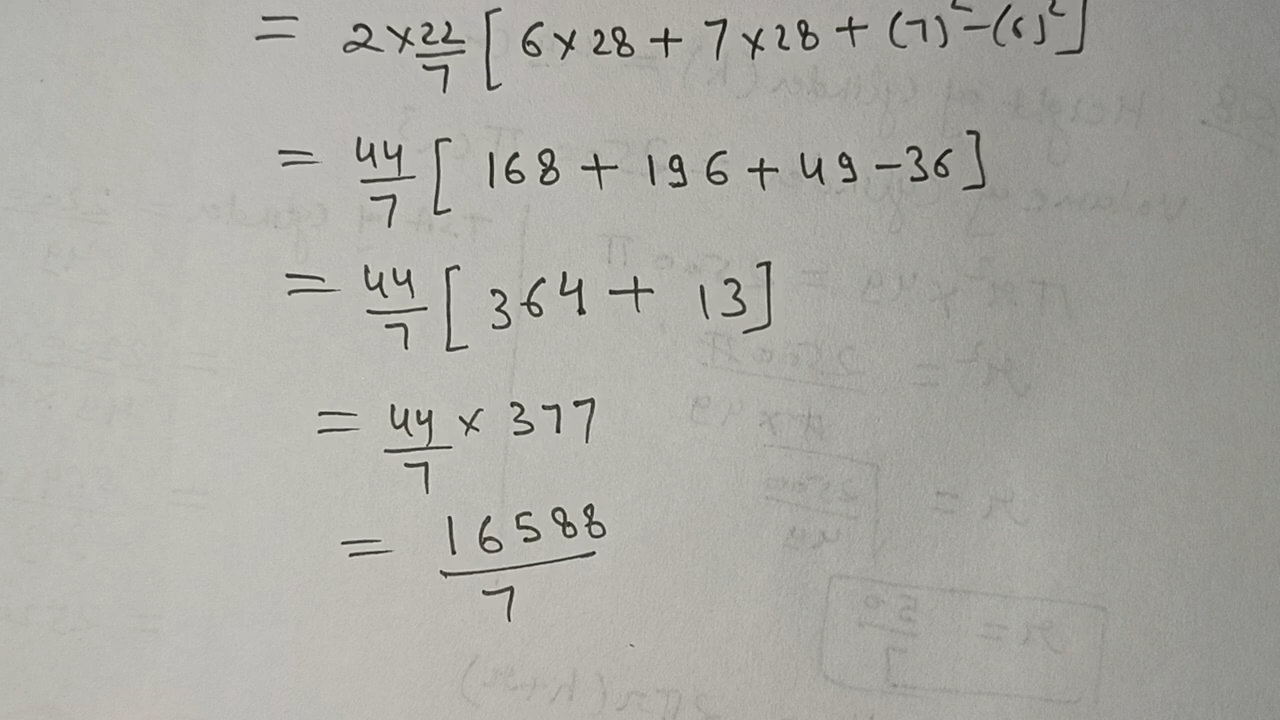 = 2×22/7 [ 6×28 + 7×28 + (7)² - (6)² ]
= 44/7 [ 168 + 196 + 49 - 36 ]
= 44/7 [ 364 + 13 ]
= 44/7 × 377
= 16588/7